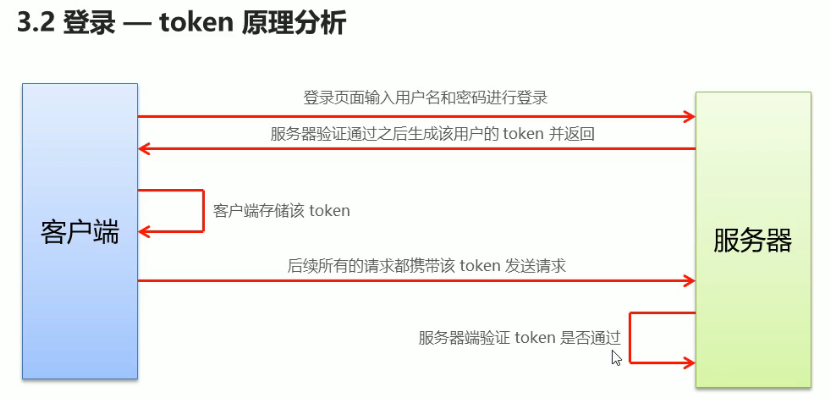 3.2 登录 — token 原理分析
登录页面输入用户名和密码进行登录
服务器验证通过之后生成该用户的 token 并返回
客户端
客户端存储该 token
服务器
后续所有的请求都携带该 token 发送请求
服务器端验证 token 是否通过